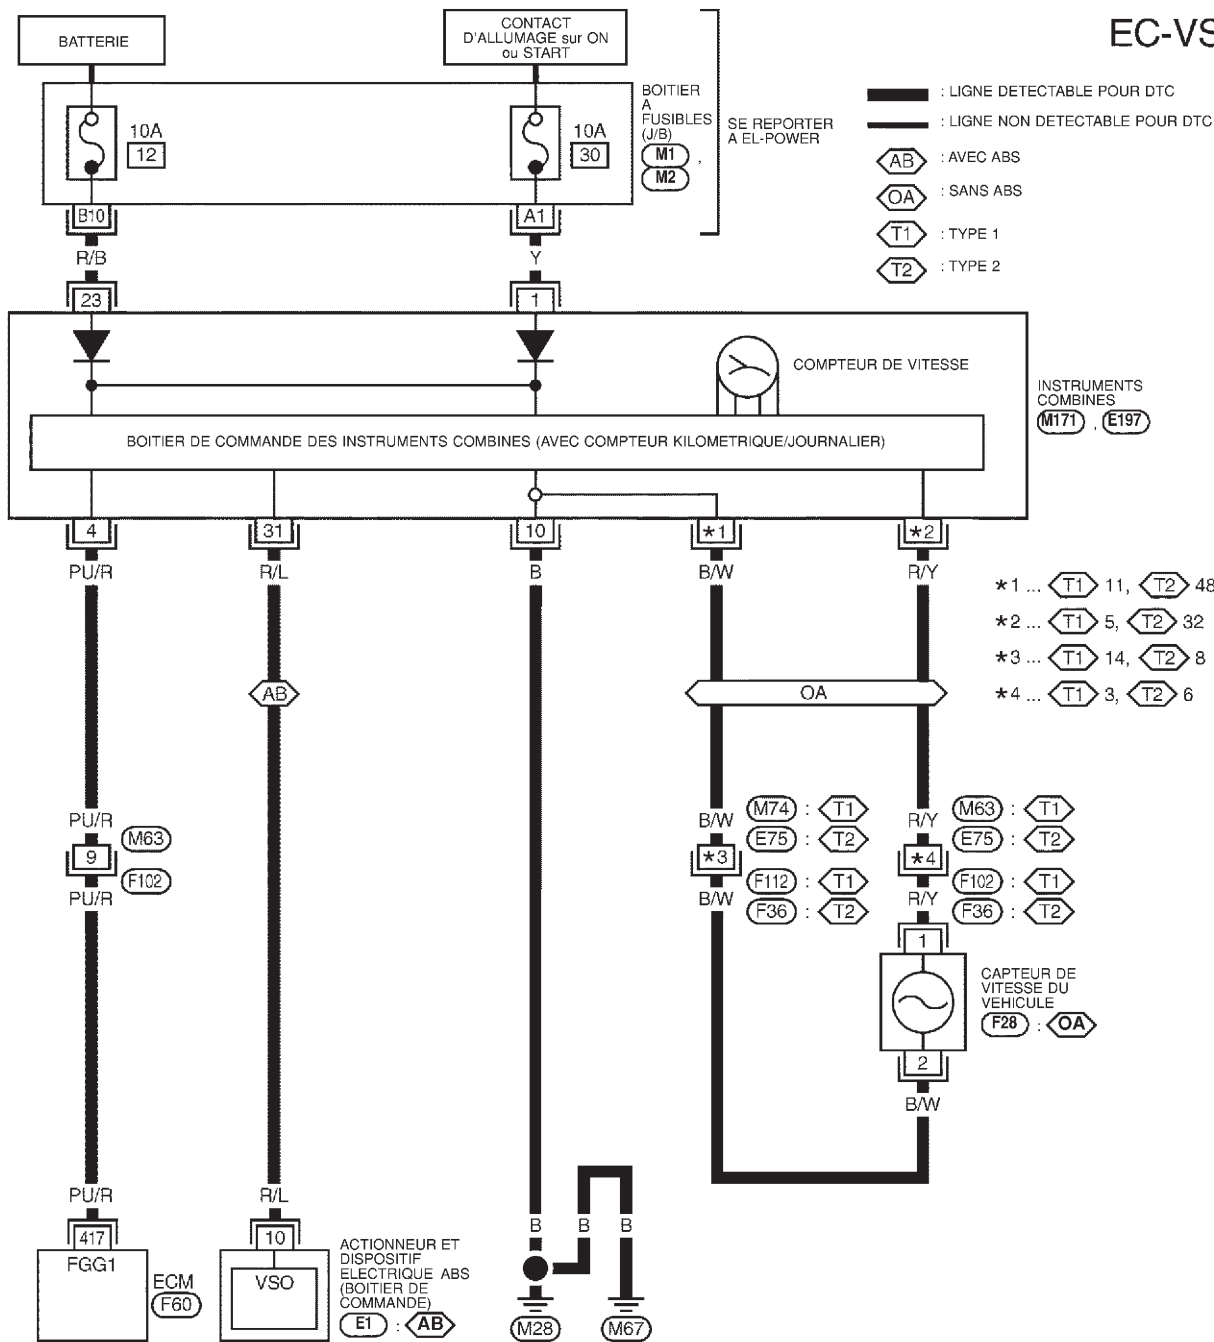 EC-VS
BATTERIE
CONTACT
D'ALLUMAGE sur ON
ou START
10A
12
10A
30
BOITIER
A
FUSIBLES
(J/B)
M1 ,
M2
SE REPORTER
A EL-POWER
: LIGNE DETECTABLE POUR DTC
: LIGNE NON DETECTABLE POUR DTC
AB : AVEC ABS
OA : SANS ABS
T1 : TYPE 1
T2 : TYPE 2
B10
A1
R/B
Y
23
1
COMPTEUR DE VITESSE
BOITIER DE COMMANDE DES INSTRUMENTS COMBINES (AVEC COMPTEUR KILOMETRIQUE/JOURNALIER)
INSTRUMENTS
COMBINES
M171 , E197
4
31
10
*1
*2
PU/R
R/L
B
B/W
R/Y
*1 ... T1 11, T2 48
*2 ... T1 5, T2 32
*3 ... T1 14, T2 8
*4 ... T1 3, T2 6
AB
OA
PU/R
9
PU/R
M63
F102
B/W
*3
B/W
M74 : T1
E75 : T2
F112 : T1
F36 : T2
R/Y
*4
R/Y
M63 : T1
E75 : T2
F102 : T1
F36 : T2
1
CAPTEUR DE
VITESSE DU
VEHICULE
F28 : OA
2
B/W
PU/R
417
FGG1
ECM
F60
R/L
10
VSO
ACTIONNEUR ET
DISPOSITIF
ELECTRIQUE ABS
(BOITIER DE
COMMANDE)
E1 : AB
B
B
B
M28
M67